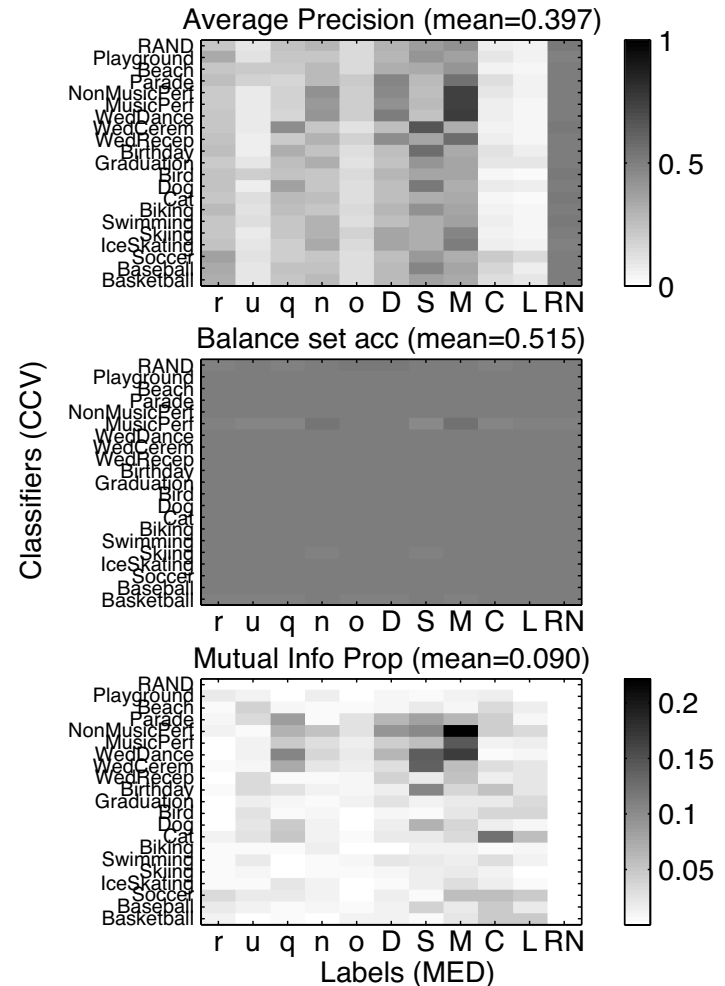 Average Precision (mean=0.397)
RAND
Playground
Beach
Parade
NonMusicPerf
MusicPerf
WedDance
WedCerem
WedRecep
Birthday
Graduation
Bird
Dog
Cat
Biking
Swimming
Skiing
IceSkating
Soccer
Baseball
Basketball
r u q n o D S M C L RN
1
0.5
0
Balance set acc (mean=0.515)
Classifiers (CCV)
RAND
Playground
Beach
Parade
NonMusicPerf
MusicPerf
WedDance
WedCerem
WedRecep
Birthday
Graduation
Bird
Dog
Cat
Biking
Swimming
Skiing
IceSkating
Soccer
Baseball
Basketball
r u q n o D S M C L RN
Mutual Info Prop (mean=0.090)
RAND
Playground
Beach
Parade
NonMusicPerf
MusicPerf
WedDance
WedCerem
WedRecep
Birthday
Graduation
Bird
Dog
Cat
Biking
Swimming
Skiing
IceSkating
Soccer
Baseball
Basketball
r u q n o D S M C L RN
0.2
0.15
0.1
0.05
Labels (MED)